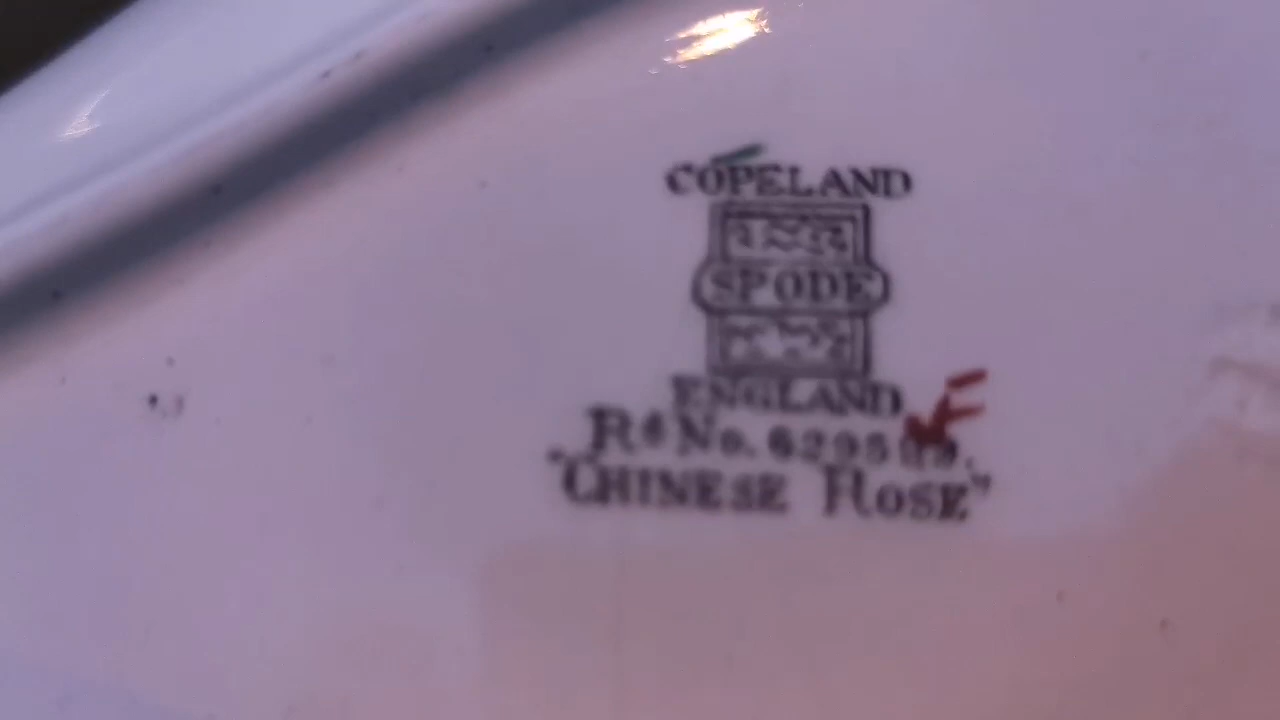 COPELAND
SPODE
ENGLAND
Rd No.
"CHINESE ROSE"